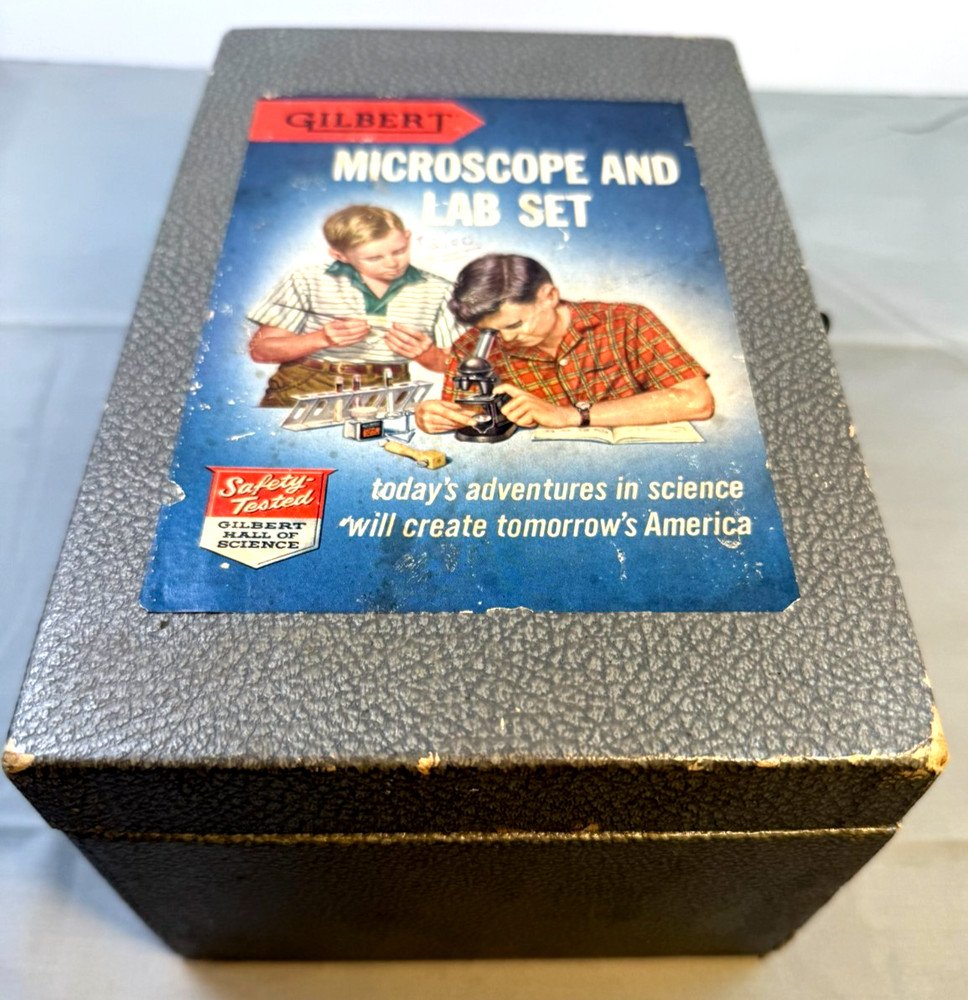 GILBERT
MICROSCOPE AND
LAB SET
Safety-
Tested
GILBERT
HALL OF
SCIENCE
today's adventures in science
will create tomorrow's America